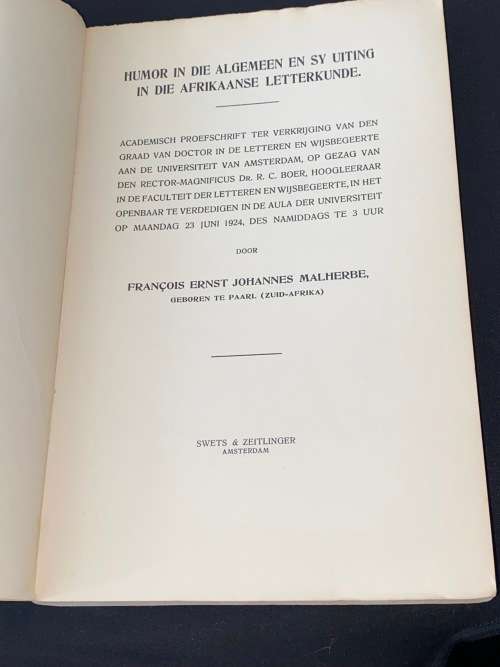 HUMOR IN DIE ALGEMEEN EN SY UITING
IN DIE AFRIKAANSE LETTERKUNDE.
ACADEMISCH PROEFSCHRIFT TER VERKRIJGING VAN DEN
GRAAD VAN DOCTOR IN DE LETTEREN EN WIJSBEGEERTE
AAN DE UNIVERSITEIT VAN AMSTERDAM, OP GEZAG VAN
DEN RECTOR-MAGNIFICUS DR. R. C. BOER, HOOGLEERAAR
IN DE FACULTEIT DER LETTEREN EN WIJSBEGEERTE, IN HET
OPENBAAR TE VERDEDIGEN IN DE AULA DER UNIVERSITEIT
OP MAANDAG 23 JUNI 1924, DES NAMIDDAGS TE 3 UUR
DOOR
FRANÇOIS ERNST JOHANNES MALHERBE,
GEBOREN TE PAARL (ZUID-AFRIKA)
SWETS & ZEITLINGER
AMSTERDAM